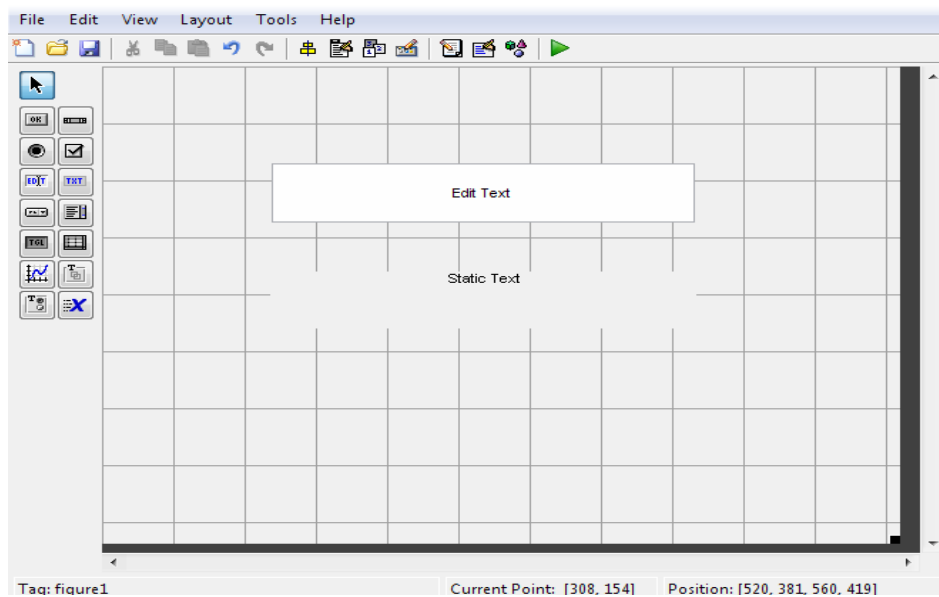 File Edit View Layout Tools Help
OK
EDIT TXT
TGL
Edit Text
Static Text
Tag: figure1 Current Point: [308, 154] Position: [520, 381, 560, 419]